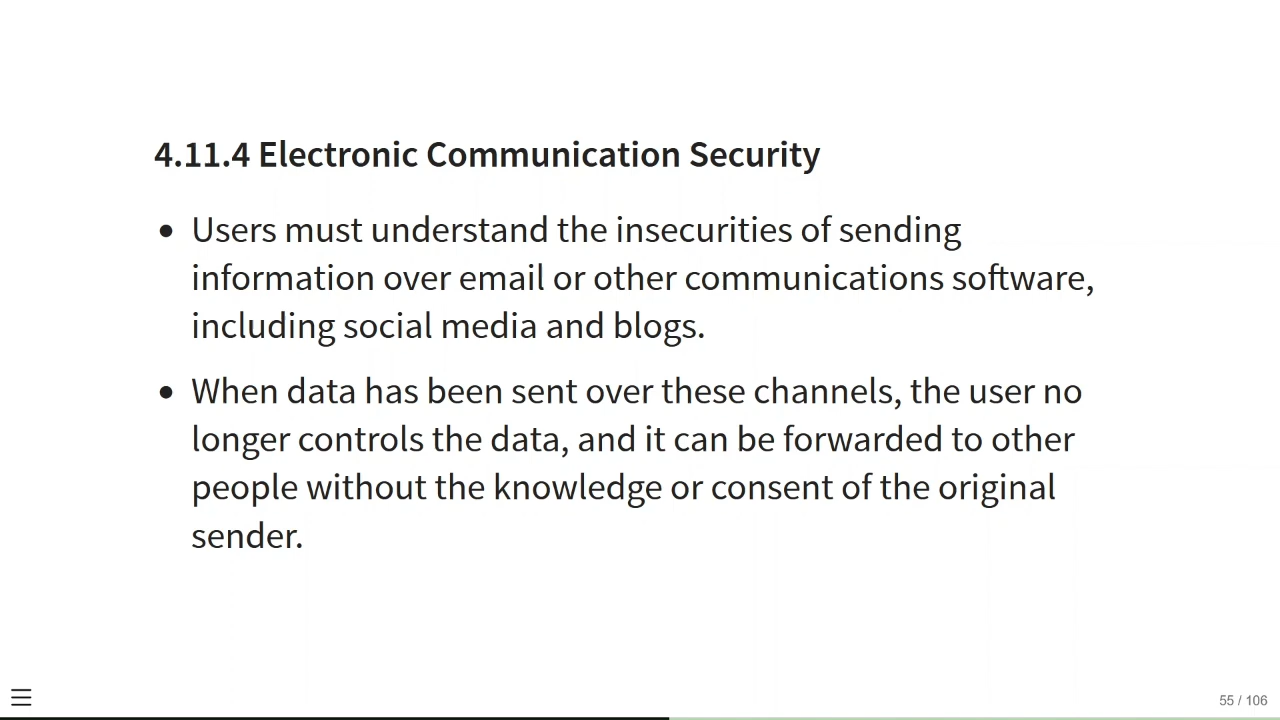 4.11.4 Electronic Communication Security
• Users must understand the insecurities of sending
information over email or other communications software,
including social media and blogs.
• When data has been sent over these channels, the user no
longer controls the data, and it can be forwarded to other
people without the knowledge or consent of the original
sender.
55 / 106